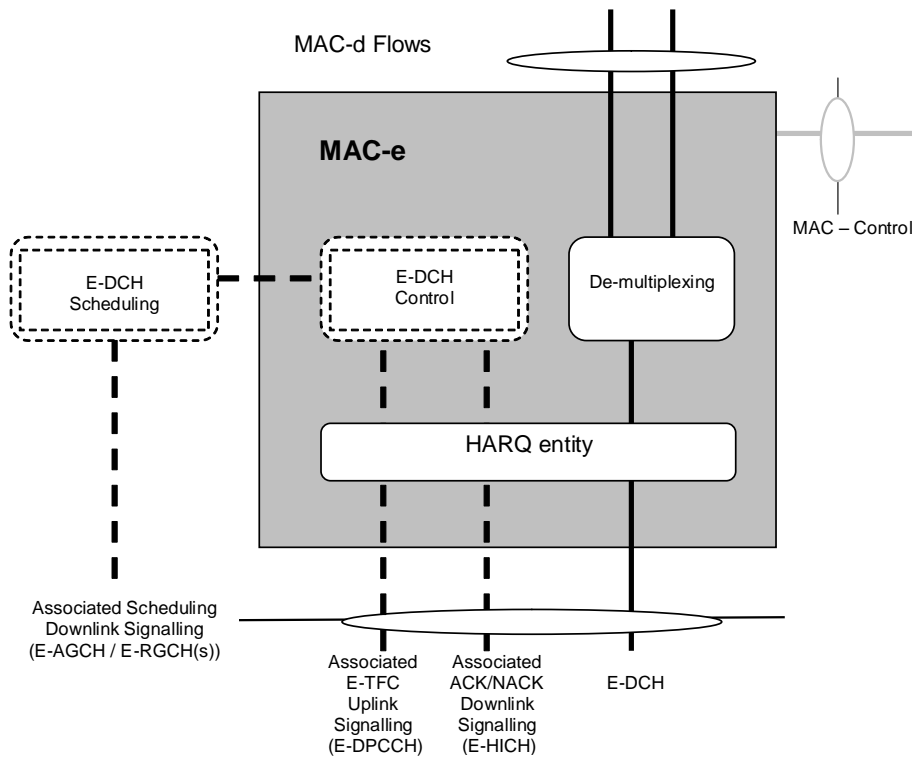 MAC-d Flows
MAC-e
MAC – Control
E-DCH
Scheduling
E-DCH
Control
De-multiplexing
HARQ entity
Associated Scheduling
Downlink Signalling
(E-AGCH / E-RGCH(s))
Associated
E-TFC
Uplink
Signalling
(E-DPCCH)
Associated
ACK/NACK
Downlink
Signalling
(E-HICH)
E-DCH